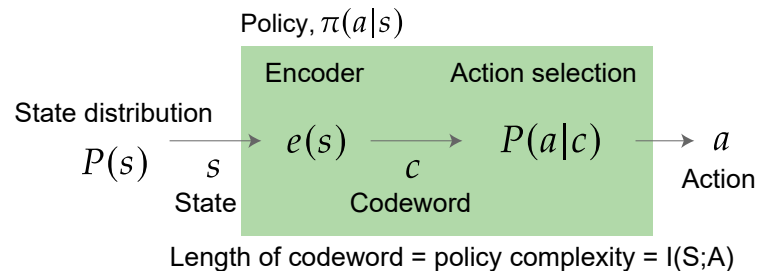 Policy, π(a|s)
Encoder
Action selection
State distribution
P(s)
s
State
e(s)
c
Codeword
P(a|c)
a
Action
Length of codeword = policy complexity = I(S;A)